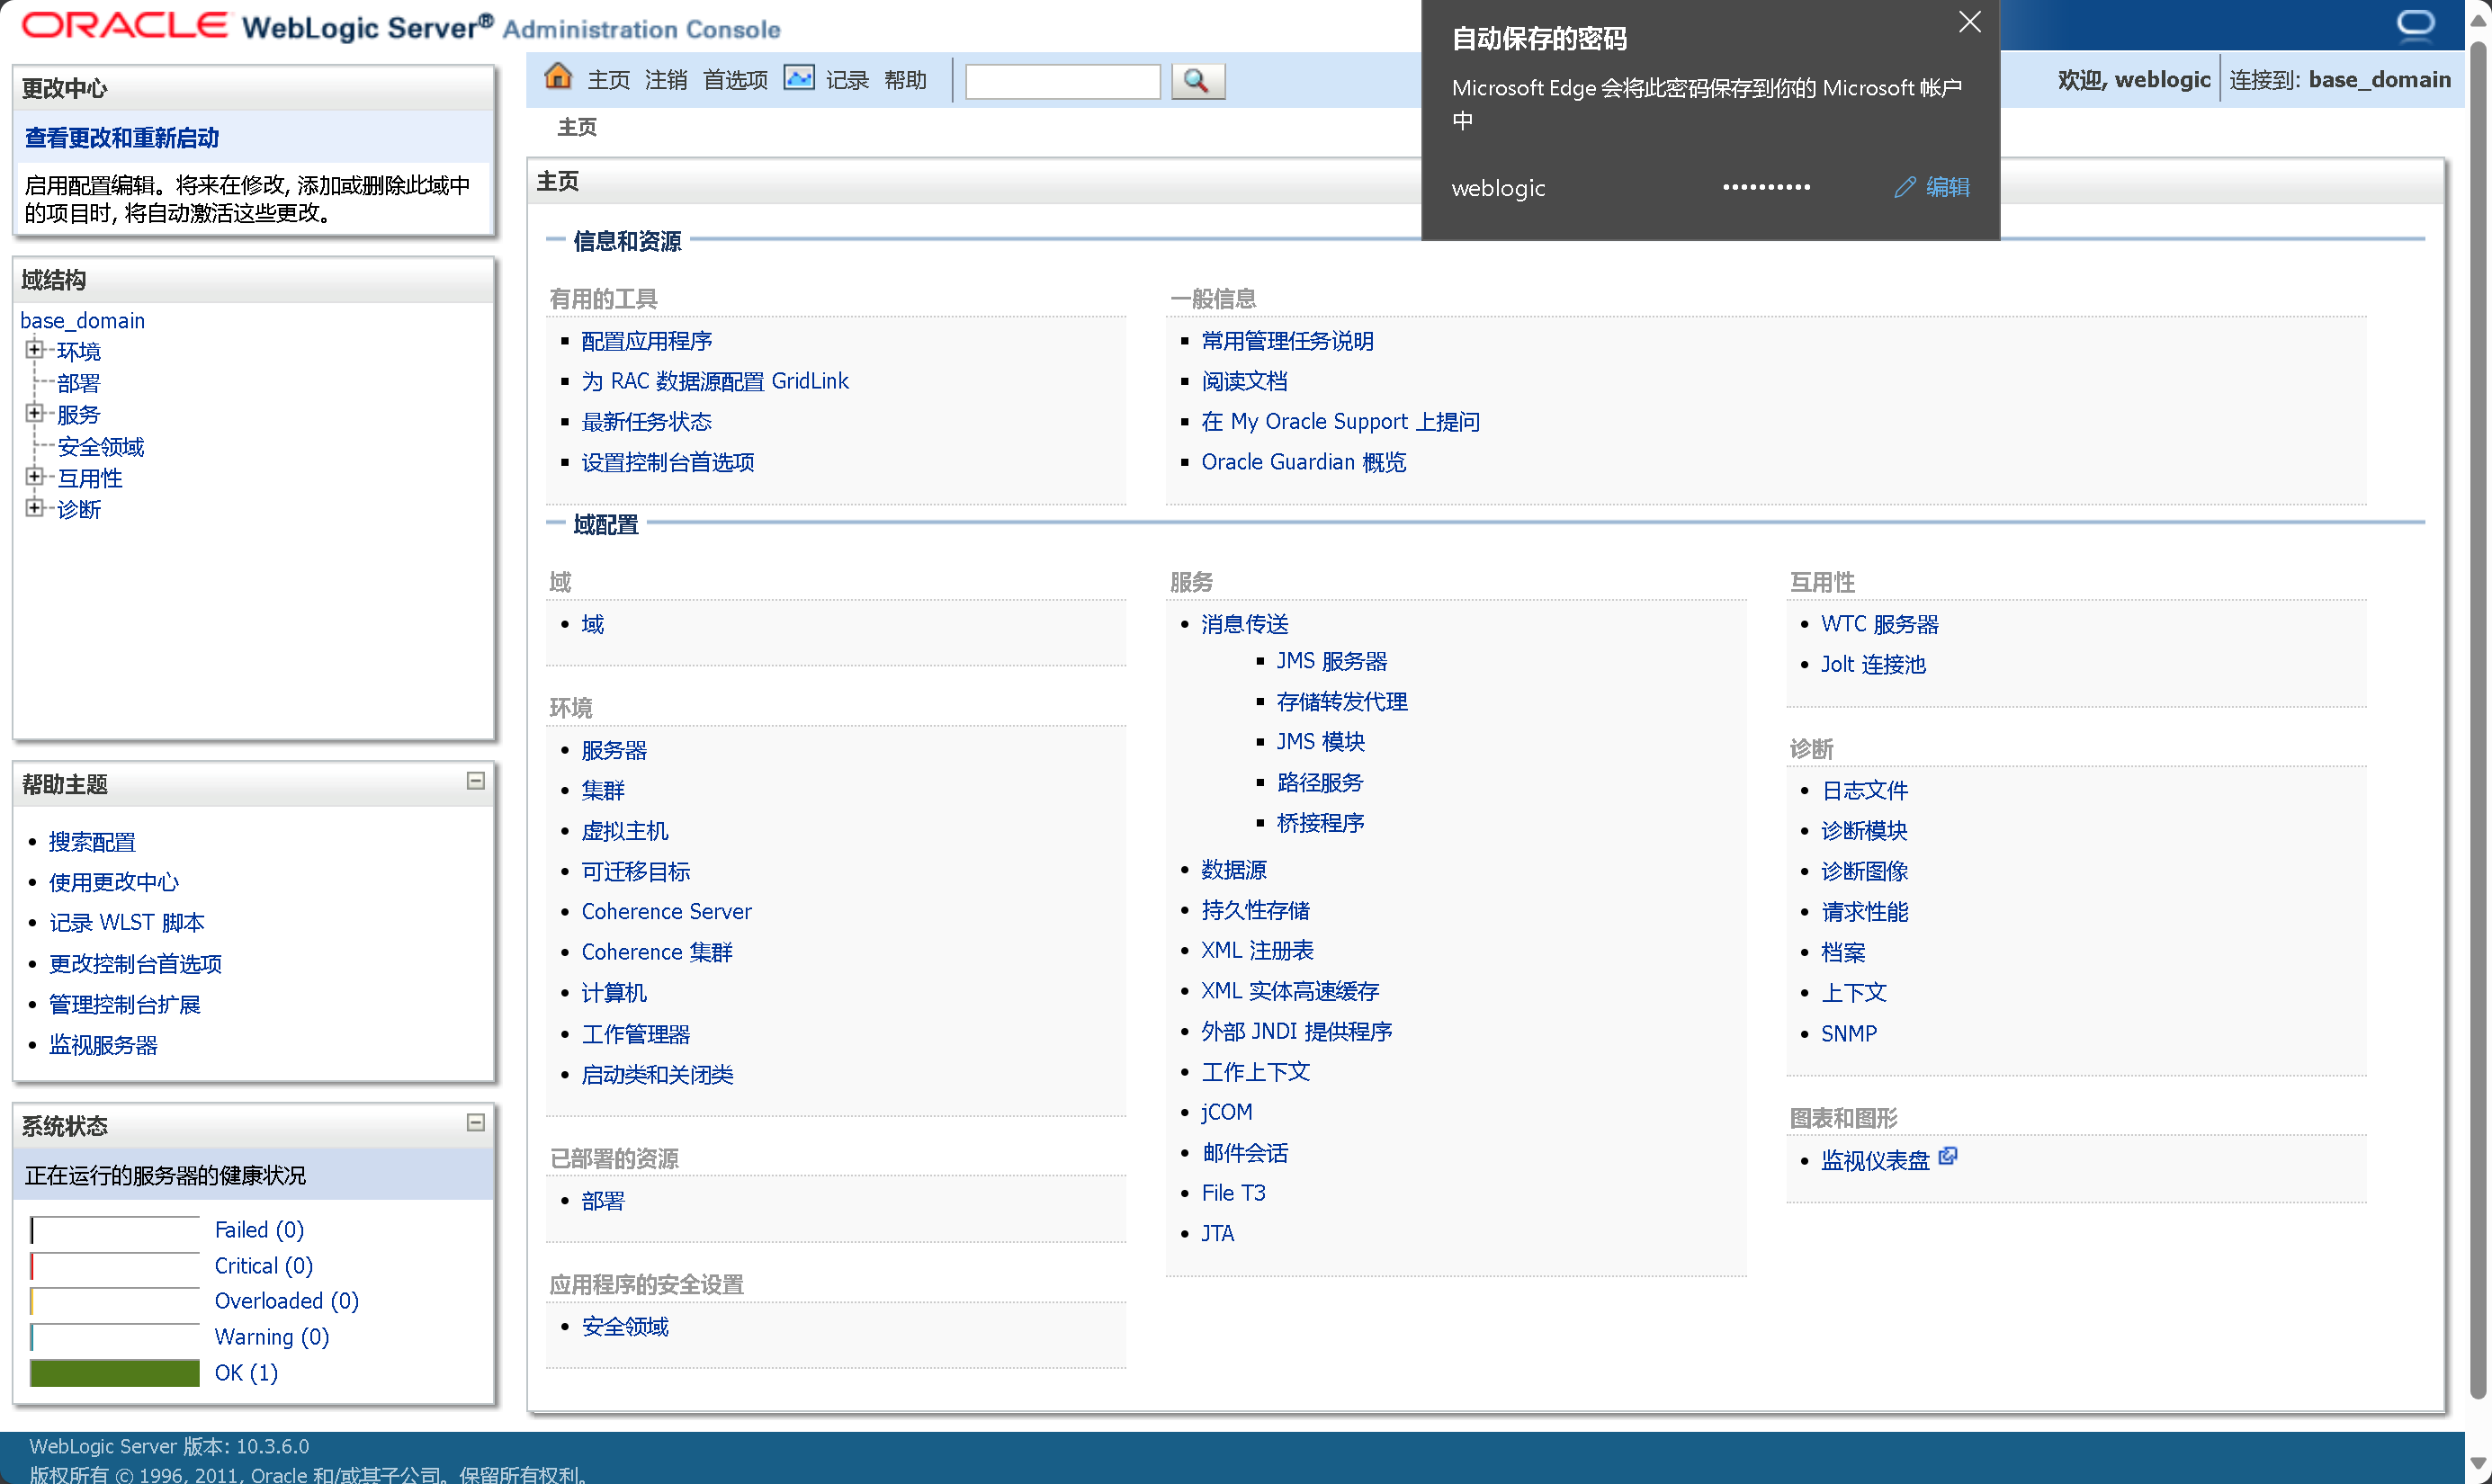 ORACLE WebLogic Server® Administration Console
更改中心
查看更改和重新启动
启用配置编辑。将来在修改, 添加或删除此域中
的项目时, 将自动激活这些更改。
域结构
base_domain
环境
部署
服务
安全领域
互用性
诊断
帮助主题
搜索配置
使用更改中心
记录 WLST 脚本
更改控制台首选项
管理控制台扩展
监视服务器
系统状态
正在运行的服务器的健康状况
Failed (0)
Critical (0)
Overloaded (0)
Warning (0)
OK (1)
主页 注销 首选项 记录 帮助
欢迎, weblogic 连接到: base_domain
自动保存的密码
Microsoft Edge 会将此密码保存到你的 Microsoft 帐户
中
weblogic •••••••••• 编辑
主页
主页
信息和资源
有用的工具
配置应用程序
为 RAC 数据源配置 GridLink
最新任务状态
设置控制台首选项
一般信息
常用管理任务说明
阅读文档
在 My Oracle Support 上提问
Oracle Guardian 概览
域配置
域
域
环境
服务器
集群
虚拟主机
可迁移目标
Coherence Server
Coherence 集群
计算机
工作管理器
启动类和关闭类
已部署的资源
部署
应用程序的安全设置
安全领域
服务
消息传送
JMS 服务器
存储转发代理
JMS 模块
路径服务
桥接程序
数据源
持久性存储
XML 注册表
XML 实体高速缓存
外部 JNDI 提供程序
工作上下文
jCOM
邮件会话
File T3
JTA
互用性
WTC 服务器
Jolt 连接池
诊断
日志文件
诊断模块
诊断图像
请求性能
档案
上下文
SNMP
图表和图形
监视仪表盘
WebLogic Server 版本: 10.3.6.0
版权所有 © 1996, 2011, Oracle 和/或其子公司。保留所有权利。